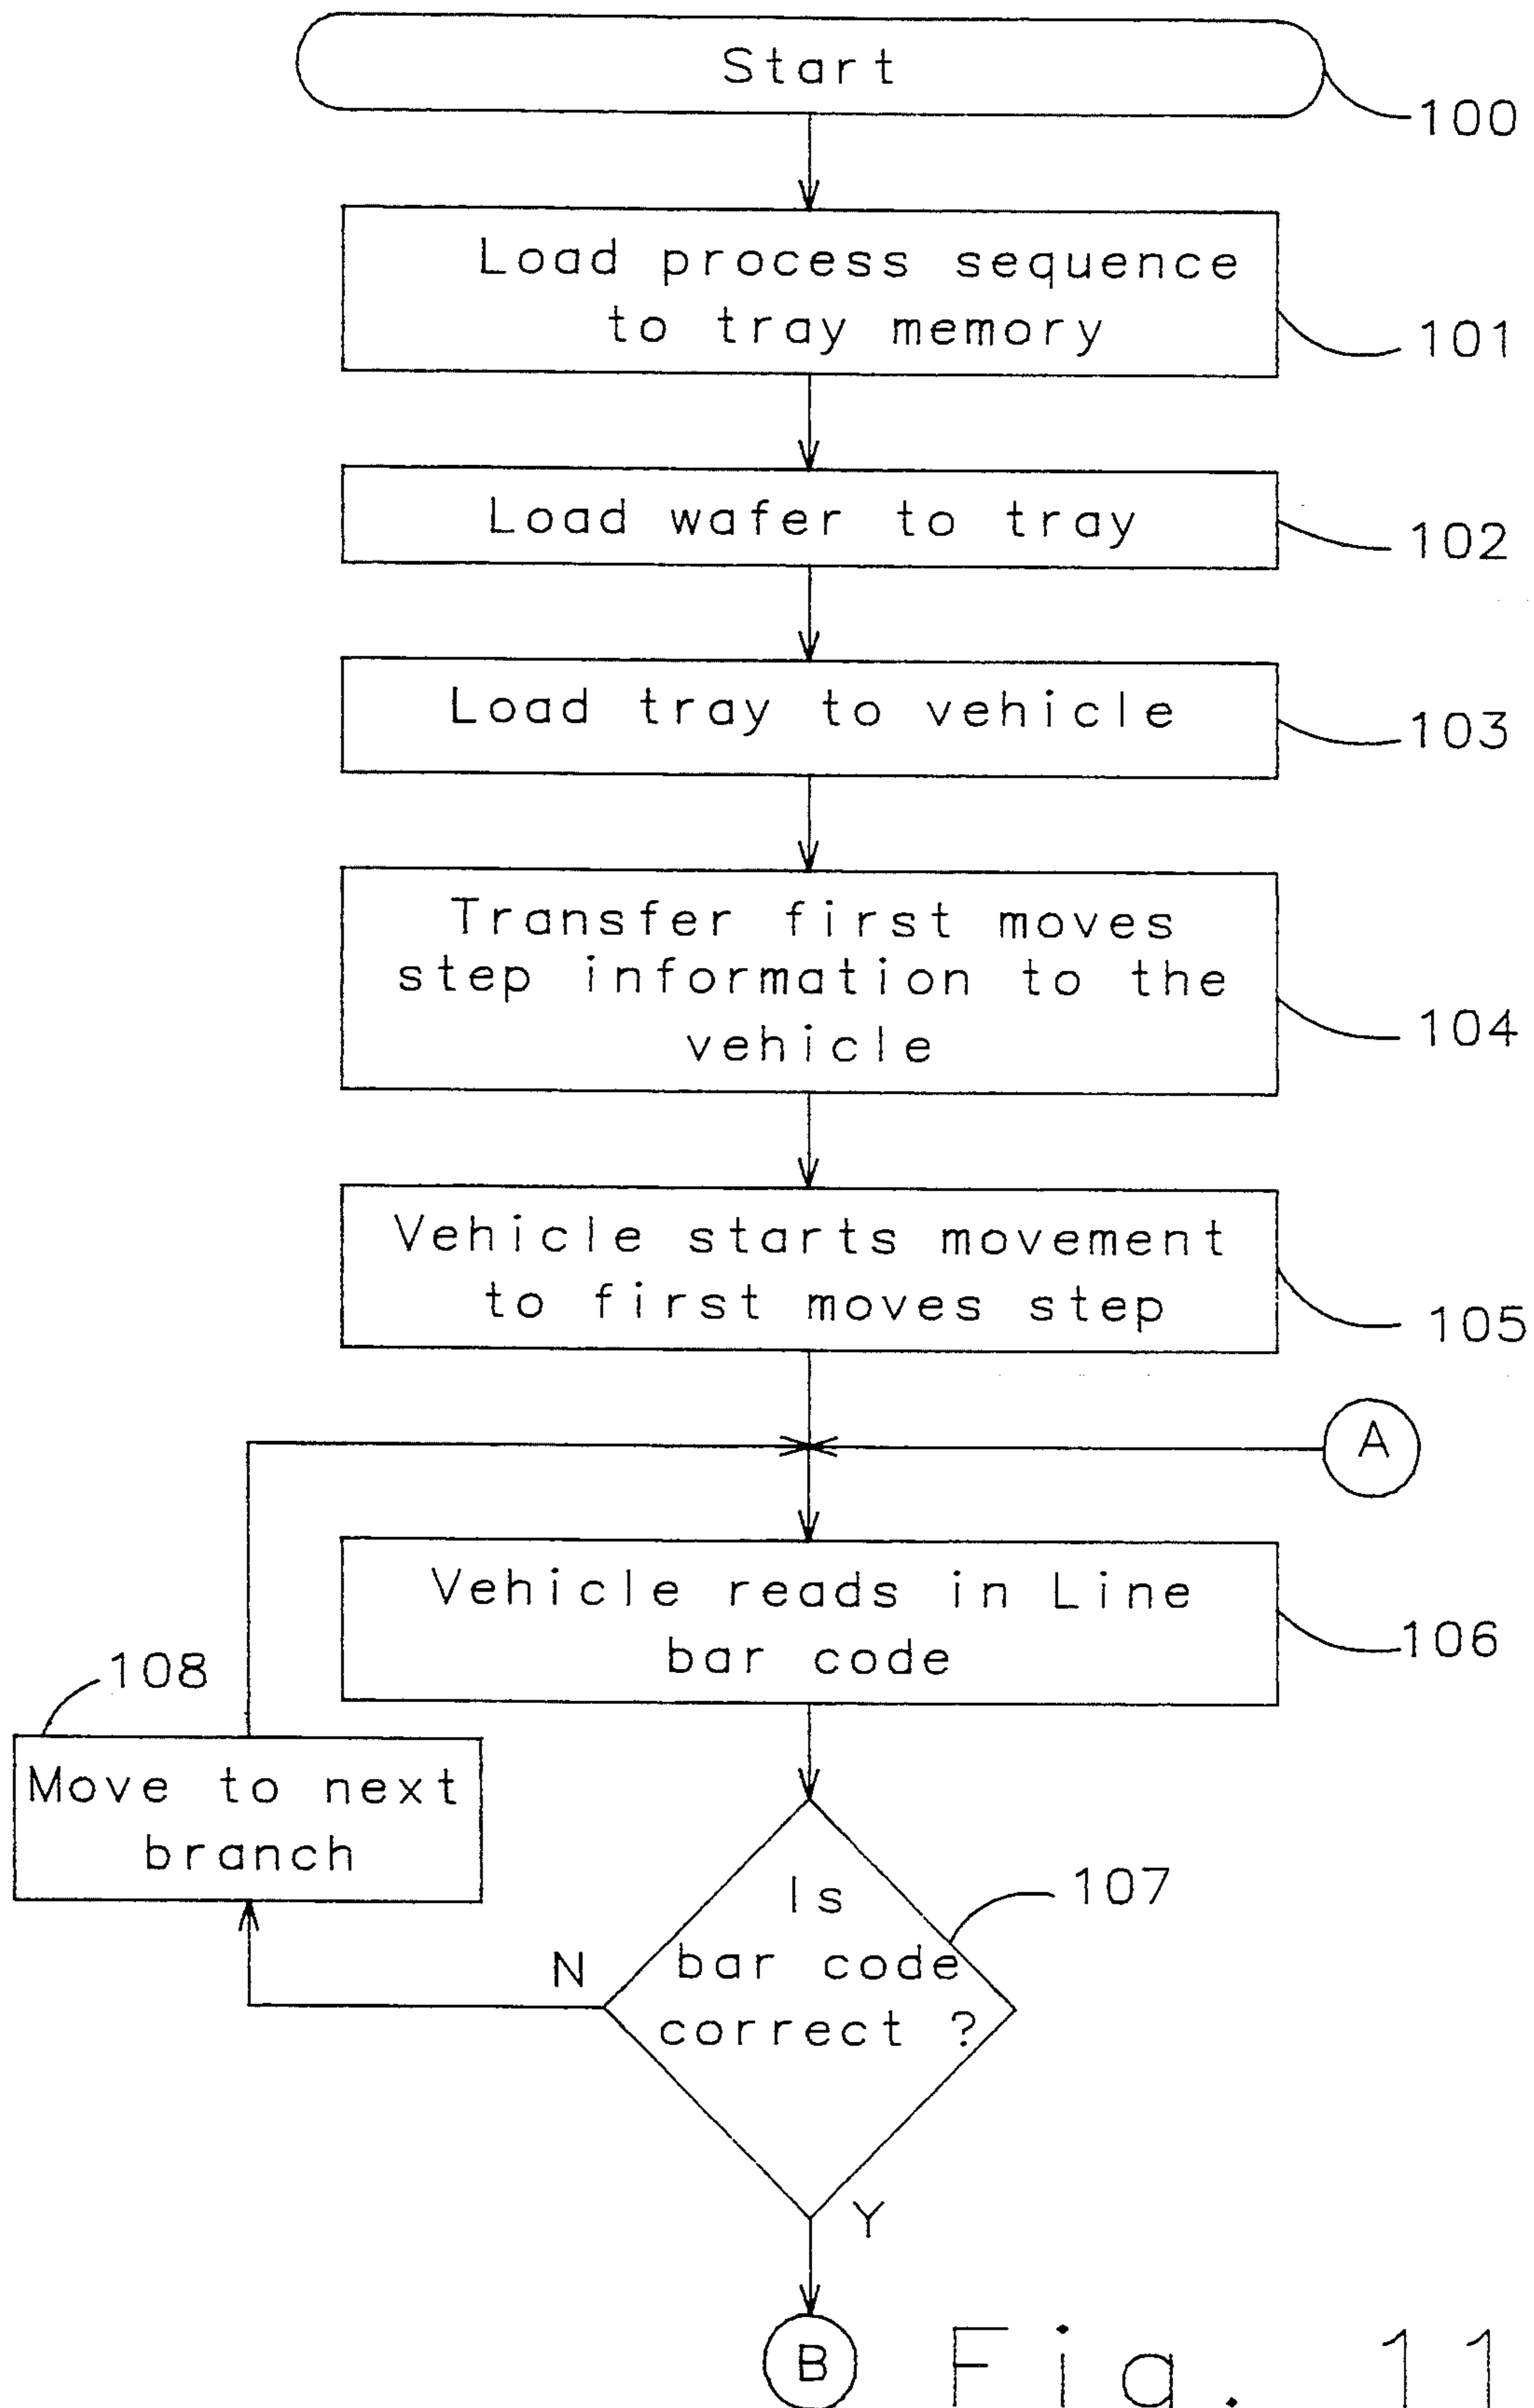 Start
100
Load process sequence
to tray memory
101
Load wafer to tray
102
Load tray to vehicle
103
Transfer first moves
step information to the
vehicle
104
Vehicle starts movement
to first moves step
105
A
Vehicle reads in Line
bar code
106
108
Move to next
branch
Is
bar code
correct ?
107
N
Y
B
Fig. 11